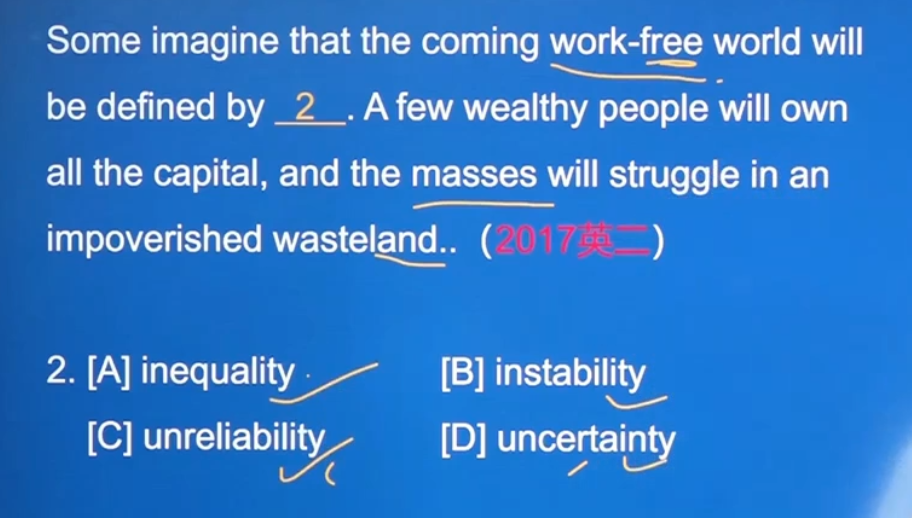 Some imagine that the coming work-free world will
be defined by 2. A few wealthy people will own
all the capital, and the masses will struggle in an
impoverished wasteland.. (2017英二)
2. [A] inequality [B] instability
[C] unreliability [D] uncertainty